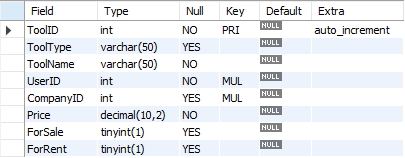 Field Type Null Key Default Extra
ToolID int NO PRI NULL auto_increment
ToolType varchar(50) YES NULL
ToolName varchar(50) NO NULL
UserID int NO MUL NULL
CompanyID int YES MUL NULL
Price decimal(10,2) NO NULL
ForSale tinyint(1) YES NULL
ForRent tinyint(1) YES NULL